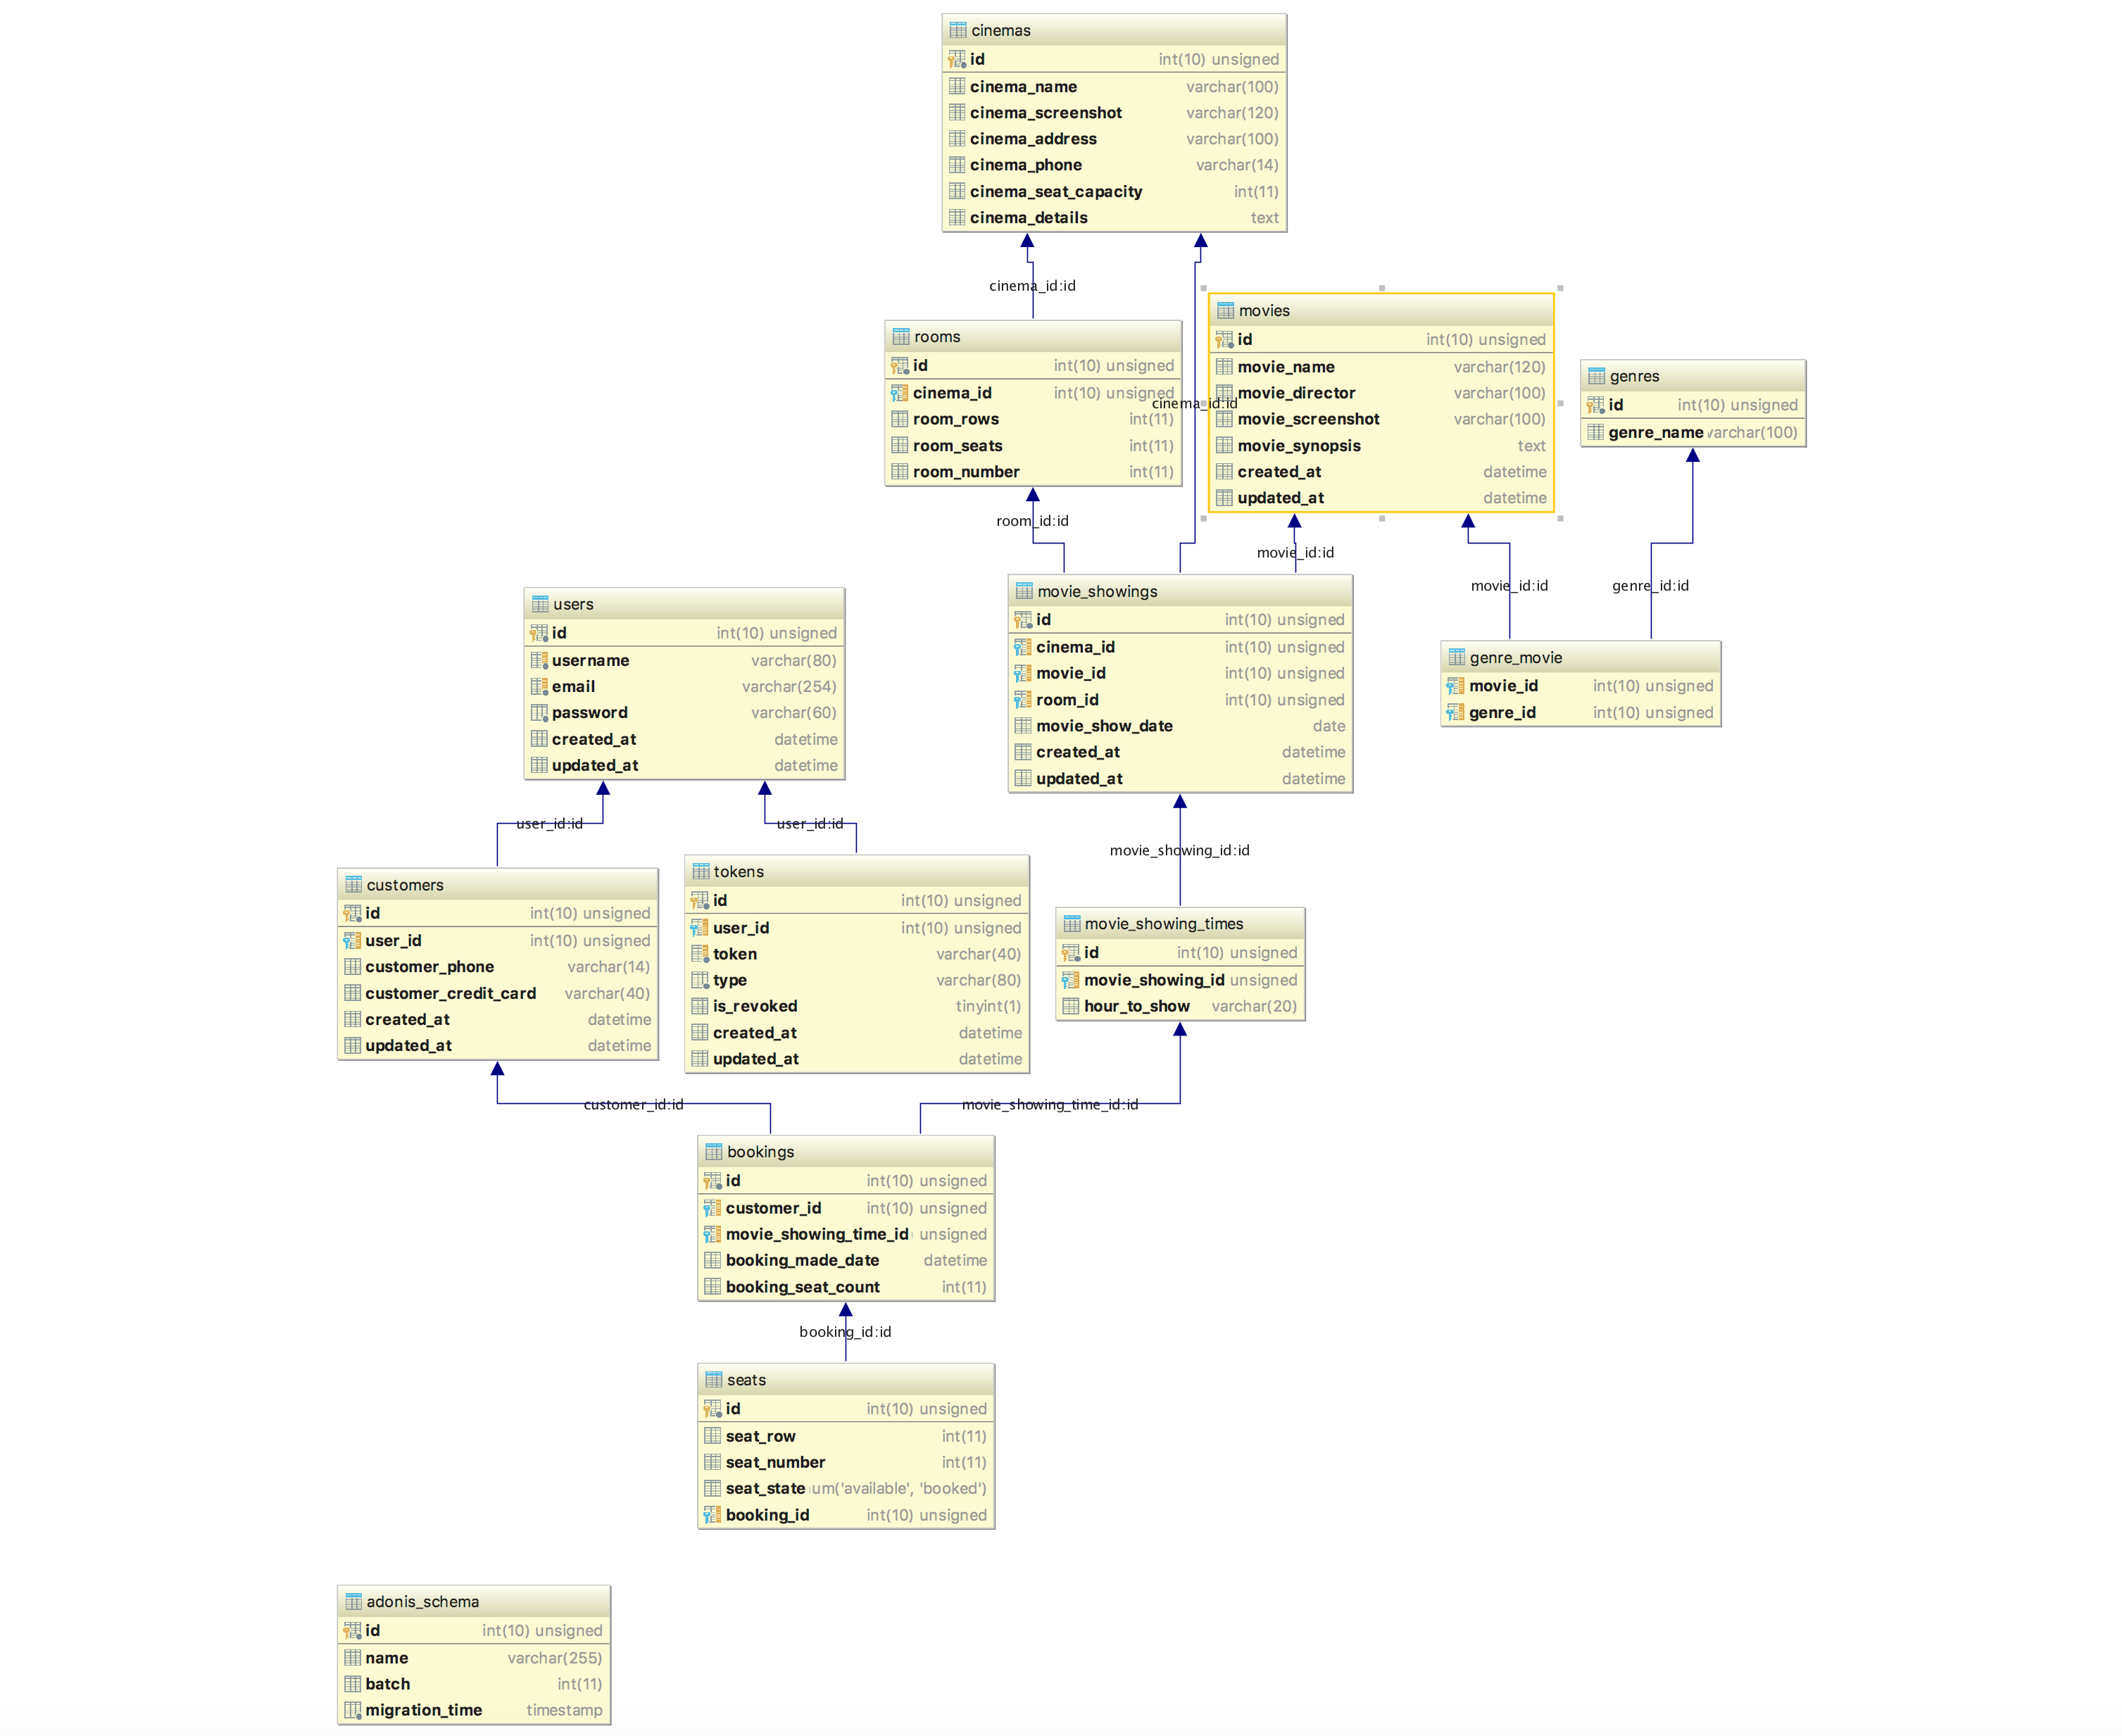 cinemas
id int(10) unsigned
cinema_name varchar(100)
cinema_screenshot varchar(120)
cinema_address varchar(100)
cinema_phone varchar(14)
cinema_seat_capacity int(11)
cinema_details text
cinema_id:id
cinema_id:id
rooms
id int(10) unsigned
cinema_id int(10) unsigned
room_rows int(11)
room_seats int(11)
room_number int(11)
movies
id int(10) unsigned
movie_name varchar(120)
movie_director varchar(100)
movie_screenshot varchar(100)
movie_synopsis text
created_at datetime
updated_at datetime
genres
id int(10) unsigned
genre_name varchar(100)
room_id:id
movie_id:id
movie_id:id
genre_id:id
users
id int(10) unsigned
username varchar(80)
email varchar(254)
password varchar(60)
created_at datetime
updated_at datetime
movie_showings
id int(10) unsigned
cinema_id int(10) unsigned
movie_id int(10) unsigned
room_id int(10) unsigned
movie_show_date date
created_at datetime
updated_at datetime
genre_movie
movie_id int(10) unsigned
genre_id int(10) unsigned
user_id:id
user_id:id
movie_showing_id:id
customers
id int(10) unsigned
user_id int(10) unsigned
customer_phone varchar(14)
customer_credit_card varchar(40)
created_at datetime
updated_at datetime
tokens
id int(10) unsigned
user_id int(10) unsigned
token varchar(40)
type varchar(80)
is_revoked tinyint(1)
created_at datetime
updated_at datetime
movie_showing_times
id int(10) unsigned
movie_showing_id unsigned
hour_to_show varchar(20)
customer_id:id
movie_showing_time_id:id
bookings
id int(10) unsigned
customer_id int(10) unsigned
movie_showing_time_id unsigned
booking_made_date datetime
booking_seat_count int(11)
booking_id:id
seats
id int(10) unsigned
seat_row int(11)
seat_number int(11)
seat_state um('available', 'booked')
booking_id int(10) unsigned
adonis_schema
id int(10) unsigned
name varchar(255)
batch int(11)
migration_time timestamp